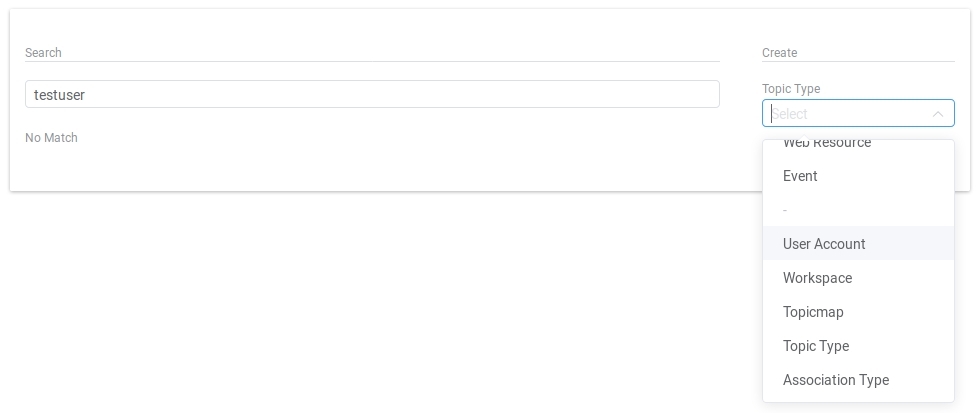 Search
testuser
No Match
Create
Topic Type
Select
Web Resource
Event
-
User Account
Workspace
Topicmap
Topic Type
Association Type